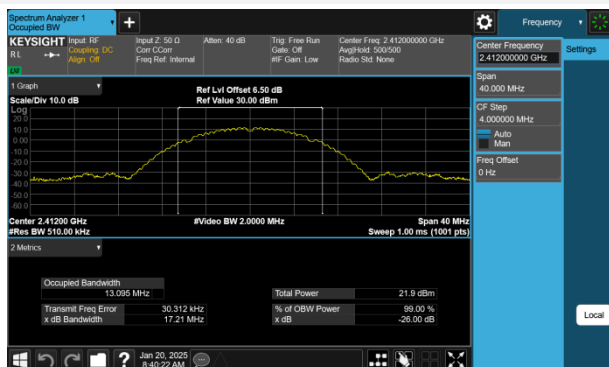 Spectrum Analyzer 1
Occupied BW
Frequency
KEYSIGHT
RL
Input: RF
Coupling: DC
Align: Off
Input Z: 50 Ω
Corr CCorr
Freq Ref: Internal
Atten: 40 dB
Trig: Free Run
Gate: Off
#IF Gain: Low
Center Freq: 2.412000000 GHz
Avg|Hold: 500/500
Radio Std: None
Center Frequency
2.412000000 GHz
Settings
Span
40.000 MHz
CF Step
4.000000 MHz
Auto
Man
Freq Offset
0 Hz
Local
1 Graph
Scale/Div 10.0 dB
Ref Lvl Offset 6.50 dB
Ref Value 30.00 dBm
Log
20.0
10.0
0.00
-10.0
-20.0
-30.0
-40.0
-50.0
-60.0
Center 2.41200 GHz
#Video BW 2.0000 MHz
Span 40 MHz
#Res BW 510.00 kHz
Sweep 1.00 ms (1001 pts)
2 Metrics
Occupied Bandwidth
13.095 MHz
Total Power
21.9 dBm
Transmit Freq Error
30.312 kHz
% of OBW Power
99.00 %
x dB Bandwidth
17.21 MHz
x dB
-26.00 dB
Jan 20, 2025
8:40:22 AM